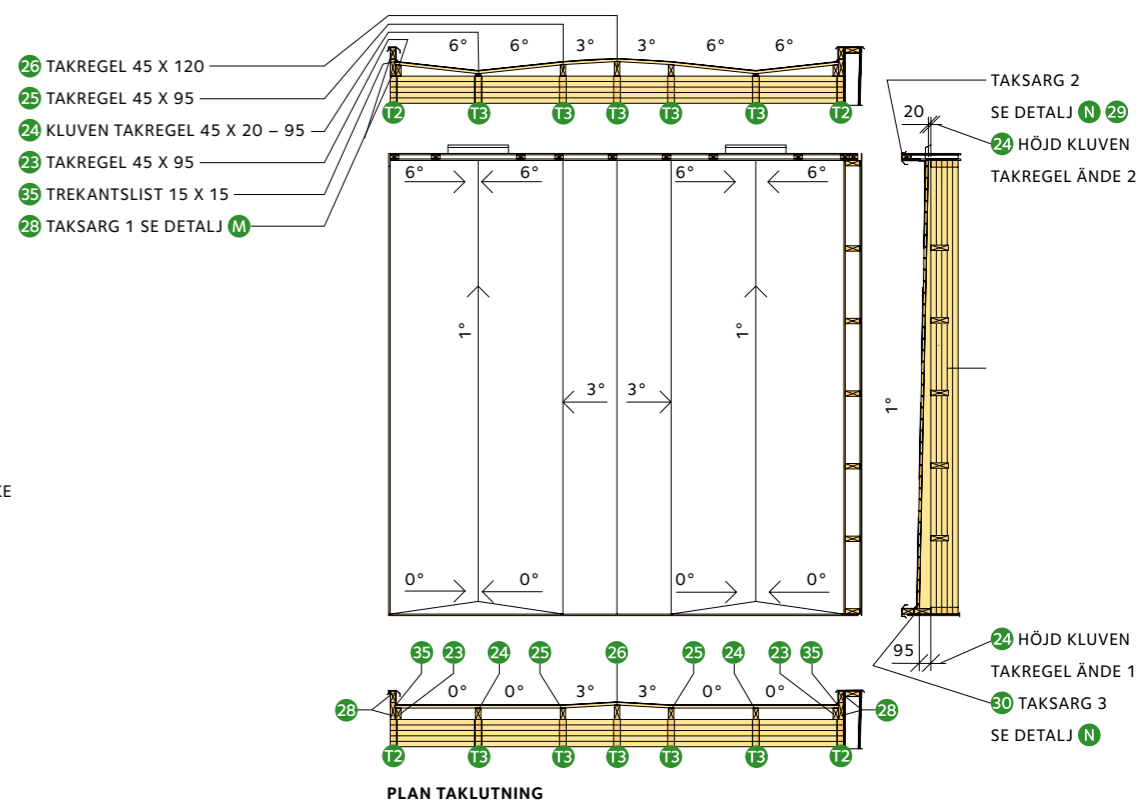 26 TAKREGEL 45 X 120
25 TAKREGEL 45 X 95
24 KLUVEN TAKREGEL 45 X 20 – 95
23 TAKREGEL 45 X 95
35 TREKANTSLIST 15 X 15
28 TAKSARG 1 SE DETALJ M
6° 6° 3° 3° 6° 6°
T2 T3 T3 T3 T3 T3 T2
TAKSARG 2
SE DETALJ N 29
20
24 HÖJD KLUVEN
TAKREGEL ÄNDE 2
6° 6° 6° 6°
1° 1°
3° 3°
1°
KE
0° 0° 0° 0°
95
24 HÖJD KLUVEN
TAKREGEL ÄNDE 1
30 TAKSARG 3
SE DETALJ N
35 23 24 25 26 25 24 23 35
0° 0° 3° 3° 0° 0°
28 28
T2 T3 T3 T3 T3 T3 T2
PLAN TAKLUTNING